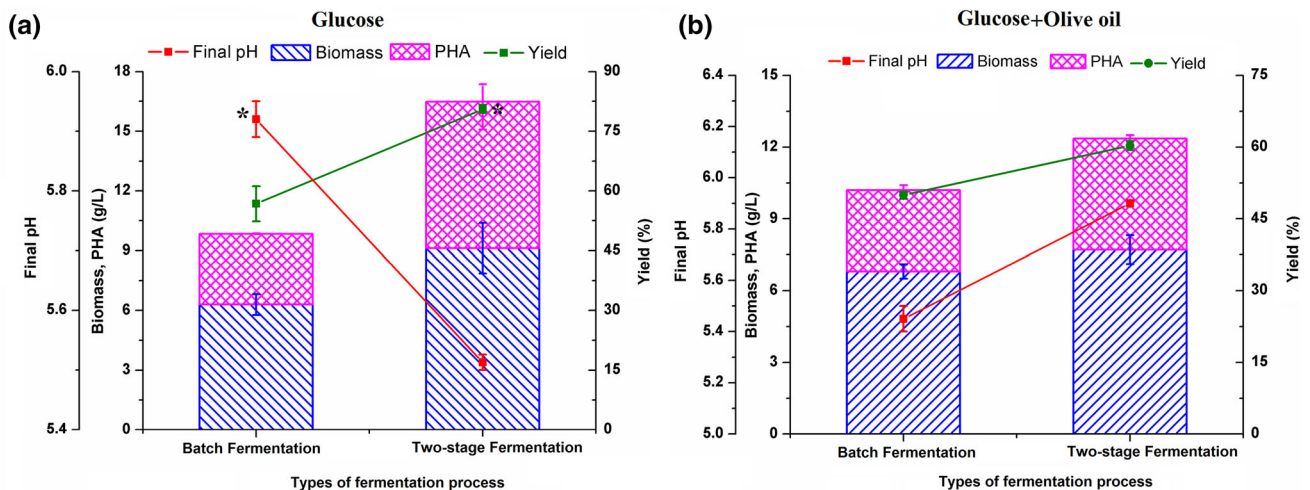 (a)
Glucose
Final pH Biomass PHA Yield
6.0
5.8
5.6
5.4
Final pH
18
15
12
9
6
3
0
Biomass, PHA (g/L)
*
*
90
75
60
45
30
15
0
Yield (%)
Batch Fermentation Two-stage Fermentation
Types of fermentation process
(b)
Glucose+Olive oil
Final pH Biomass PHA Yield
6.4
6.2
6.0
5.8
5.6
5.4
5.2
5.0
Final pH
15
12
9
6
3
0
Biomass, PHA (g/L)
75
60
45
30
15
0
Yield (%)
Batch Fermentation Two-stage Fermentation
Types of fermentation process